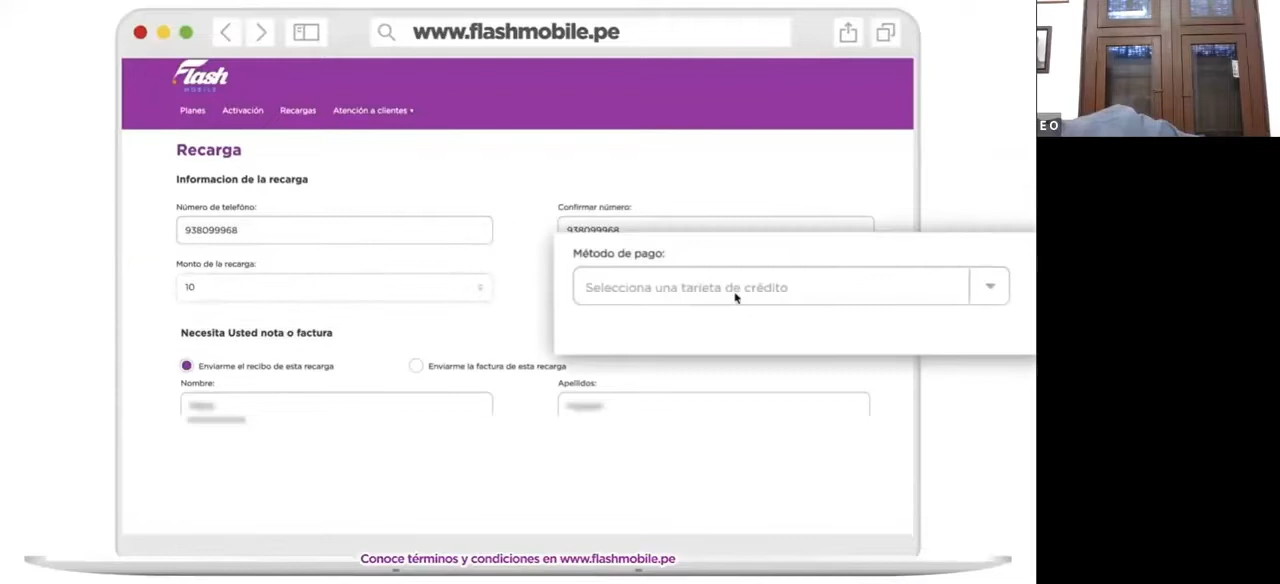 www.flashmobile.pe
Flash
MOBILE
Planes Activación Recargas Atención a clientes
Recarga
Informacion de la recarga
Número de telefóno: Confirmar número:
938099968 938099968
Monto de la recarga: Método de pago:
10 Selecciona una tarjeta de crédito
Necesita Usted nota o factura
Enviarme el recibo de esta recarga Enviarme la factura de esta recarga
Nombre: Apellidos:
Conoce términos y condiciones en www.flashmobile.pe
E O